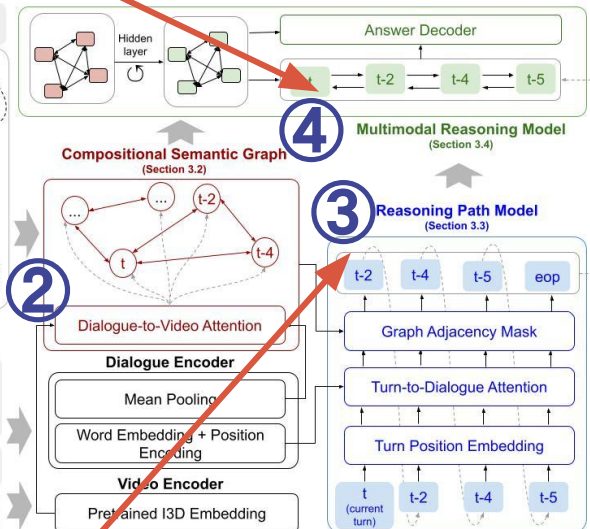 Hidden
layer
Answer Decoder
t
t-2
t-4
t-5
④
Multimodal Reasoning Model
(Section 3.4)
Compositional Semantic Graph
(Section 3.2)
③
Reasoning Path Model
(Section 3.3)
...
...
t-2
t
t-4
②
t-2
t-4
t-5
eop
Dialogue-to-Video Attention
Graph Adjacency Mask
Dialogue Encoder
Mean Pooling
Turn-to-Dialogue Attention
Word Embedding + Position
Encoding
Turn Position Embedding
Video Encoder
Pretrained I3D Embedding
t
(current
turn)
t-2
t-4
t-5